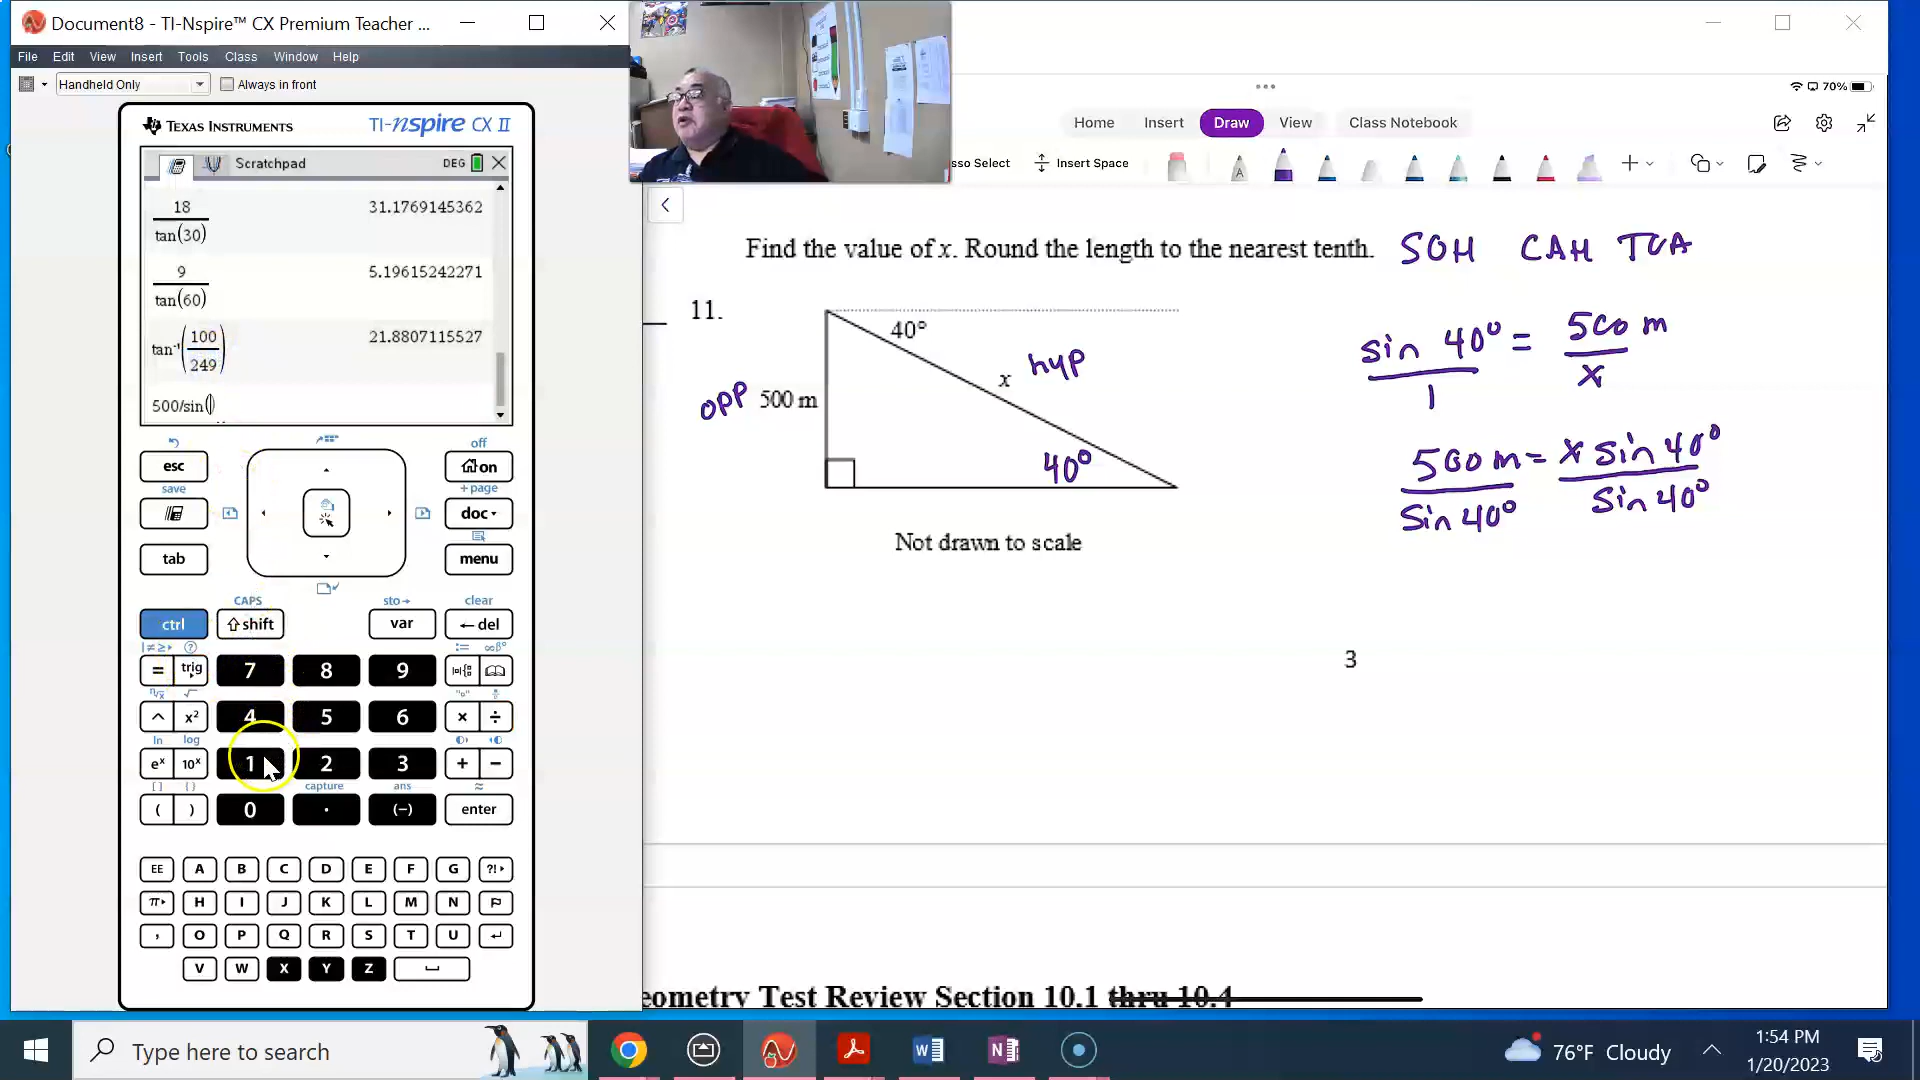 Document8 - TI-Nspire™ CX Premium Teacher ...
File Edit View Insert Tools Class Window Help
Handheld Only Always in front
TEXAS INSTRUMENTS TI-nspire CX II
Scratchpad DEG
18
tan(30)
31.1769145362
9
tan(60)
5.19615242271
tan⁻¹(100/249)
21.8807115527
500/sin()
off
esc on
save + page
doc
tab menu
CAPS sto→ clear
ctrl shift var ←del
= trig 7 8 9
^ x² 4 5 6 × ÷
ln log
eˣ 10ˣ 1 2 3 + −
[ ] { } capture ans ≈
( ) 0 . (−) enter
EE A B C D E F G ?!▸
π▸ H I J K L M N
, O P Q R S T U ↵
V W X Y Z
70%
Home Insert Draw View Class Notebook
sso Select Insert Space
Find the value of x. Round the length to the nearest tenth. SOH CAH TOA
11.
40°
x hyp
opp 500 m
40°
Not drawn to scale
sin 40° = 500 m
1 x
500 m = x sin 40°
Sin 40° Sin 40°
3
eometry Test Review Section 10.1 thru 10.4
Type here to search
76°F Cloudy
1:54 PM
1/20/2023